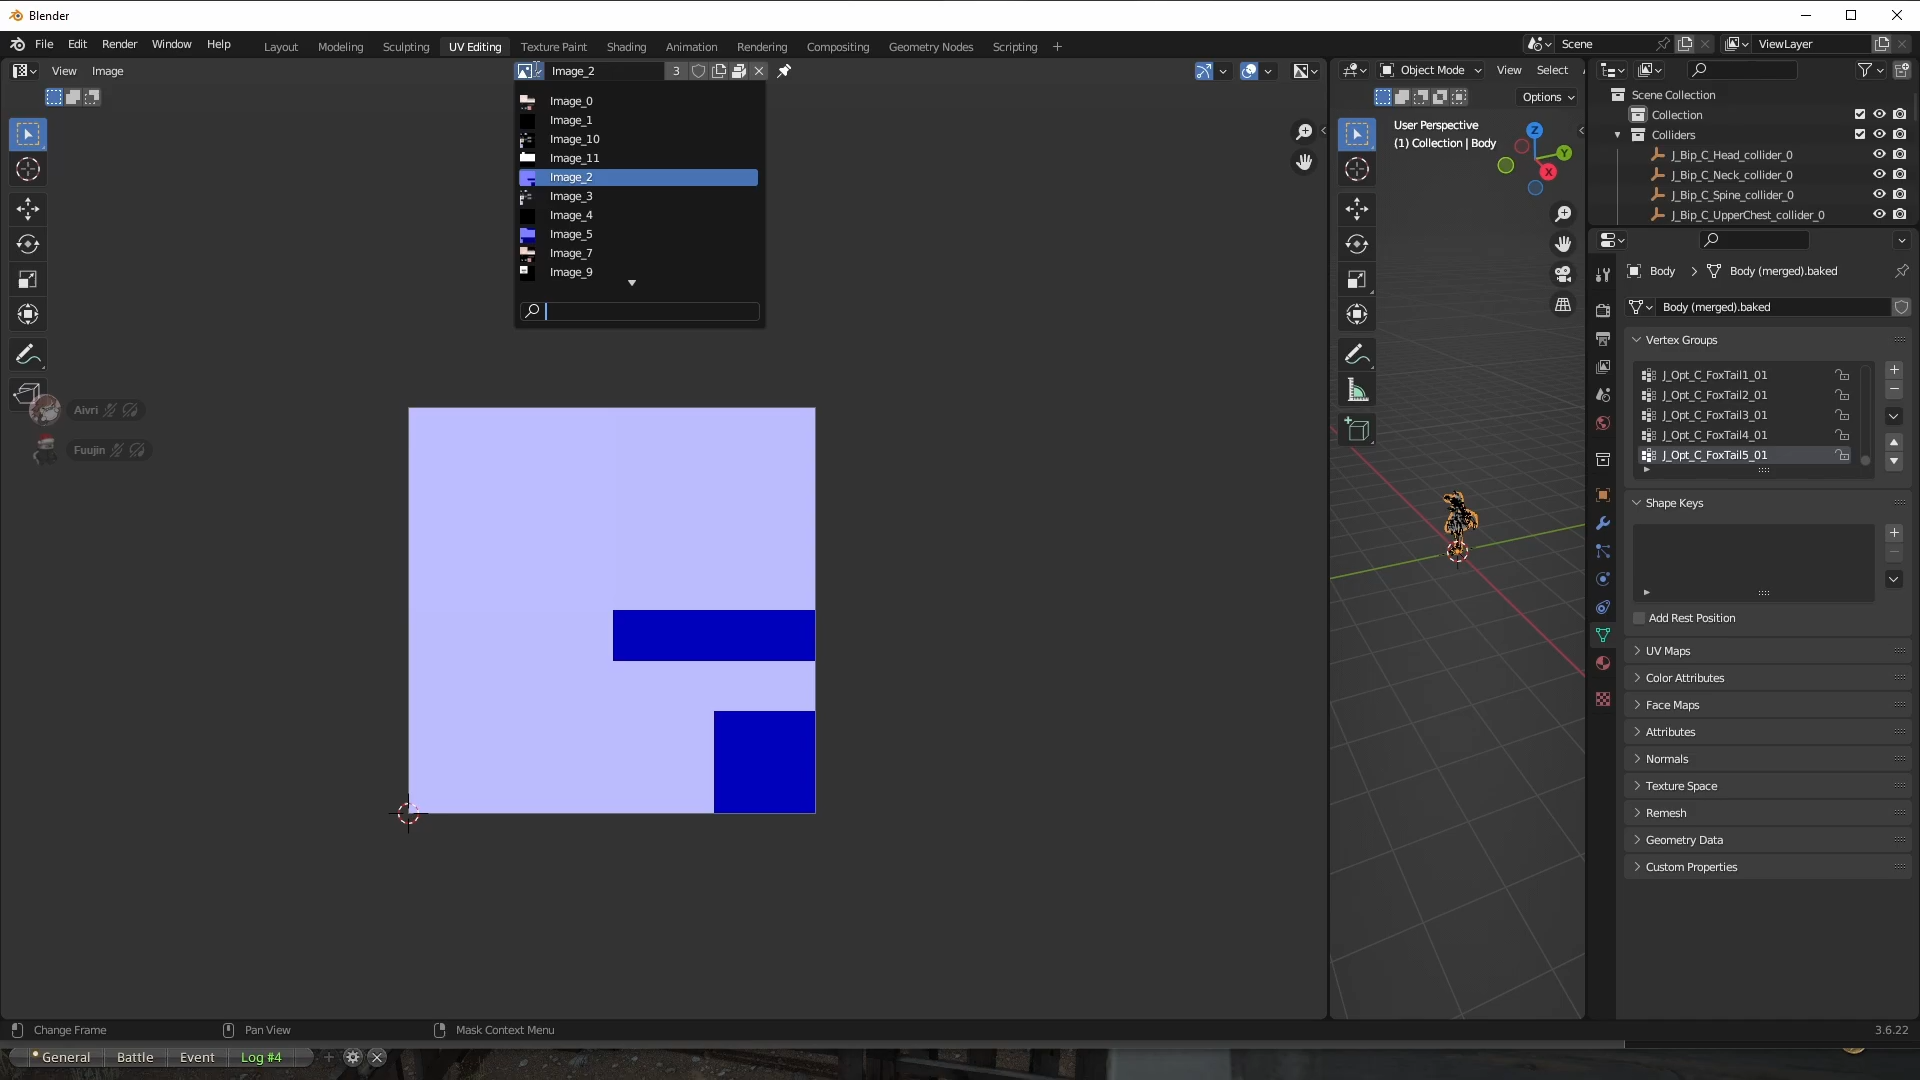 Blender
File Edit Render Window Help
Layout Modeling Sculpting UV Editing Texture Paint Shading Animation Rendering Compositing Geometry Nodes Scripting
Scene
ViewLayer
View Image
Image_2
3
Object Mode
View Select
Options
Image_0
Image_1
Image_10
Image_11
Image_2
Image_3
Image_4
Image_5
Image_7
Image_9
Aivri
Fuujin
User Perspective
(1) Collection | Body
Z
Y
X
Scene Collection
Collection
Colliders
J_Bip_C_Head_collider_0
J_Bip_C_Neck_collider_0
J_Bip_C_Spine_collider_0
J_Bip_C_UpperChest_collider_0
Body
Body (merged).baked
Body (merged).baked
Vertex Groups
J_Opt_C_FoxTail1_01
J_Opt_C_FoxTail2_01
J_Opt_C_FoxTail3_01
J_Opt_C_FoxTail4_01
J_Opt_C_FoxTail5_01
Shape Keys
Add Rest Position
UV Maps
Color Attributes
Face Maps
Attributes
Normals
Texture Space
Remesh
Geometry Data
Custom Properties
Change Frame
Pan View
Mask Context Menu
3.6.22
General
Battle
Event
Log #4